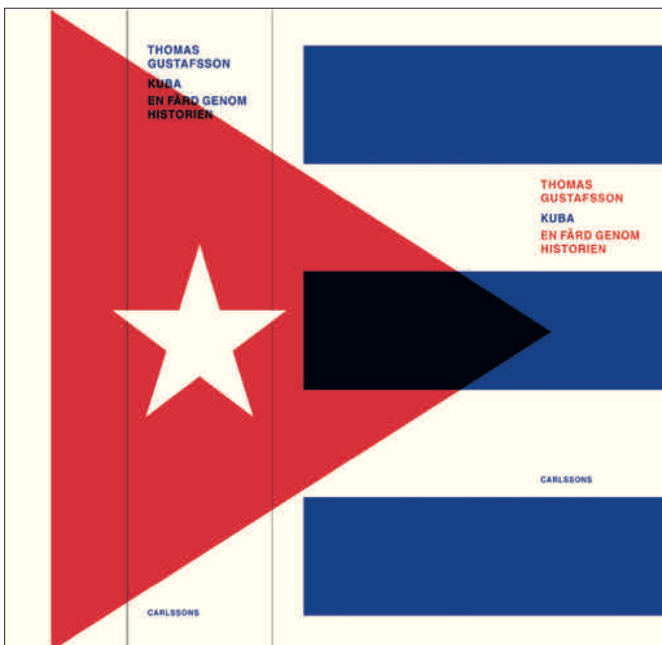 THOMAS
GUSTAFSSON
KUBA
EN FÄRD GENOM
HISTORIEN
CARLSSONS
THOMAS
GUSTAFSSON
KUBA
EN FÄRD GENOM
HISTORIEN
CARLSSONS